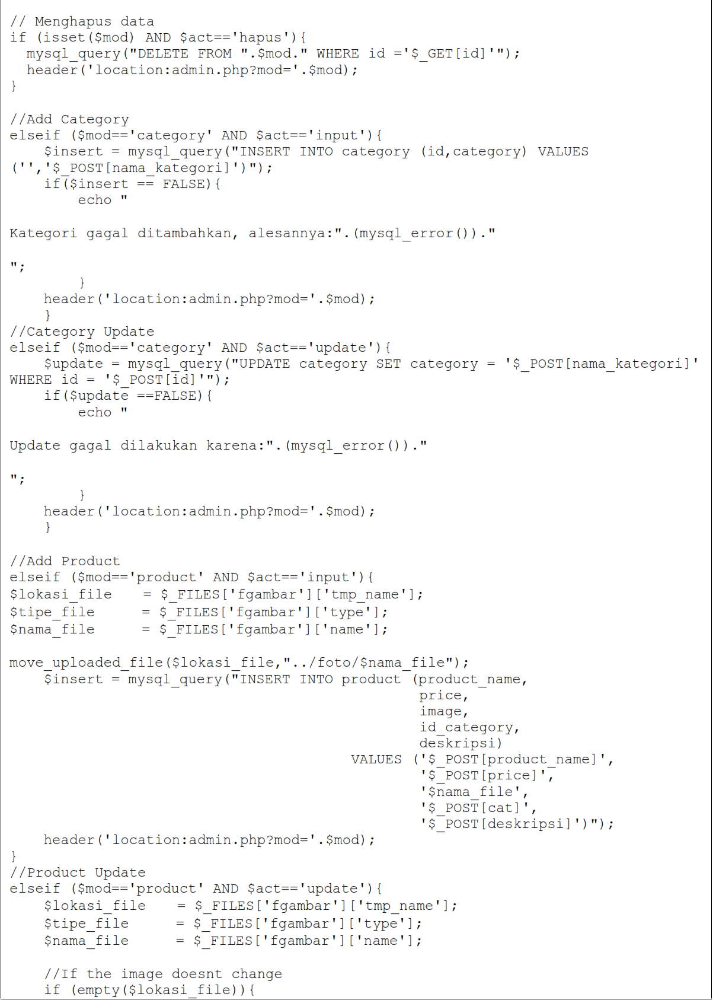 // Menghapus data
if (isset($mod) AND $act=='hapus'){
  mysql_query("DELETE FROM ".$mod." WHERE id ='$_GET[id]'");
  header('location:admin.php?mod='.$mod);
}

//Add Category
elseif ($mod=='category' AND $act=='input'){
    $insert = mysql_query("INSERT INTO category (id,category) VALUES
('','$_POST[nama_kategori]')");
    if($insert == FALSE){
        echo "

Kategori gagal ditambahkan, alesannya:".(mysql_error())."

";
        }
    header('location:admin.php?mod='.$mod);
    }
//Category Update
elseif ($mod=='category' AND $act=='update'){
    $update = mysql_query("UPDATE category SET category = '$_POST[nama_kategori]'
WHERE id = '$_POST[id]'");
    if($update ==FALSE){
        echo "

Update gagal dilakukan karena:".(mysql_error())."

";
        }
    header('location:admin.php?mod='.$mod);
    }

//Add Product
elseif ($mod=='product' AND $act=='input'){
$lokasi_file    = $_FILES['fgambar']['tmp_name'];
$tipe_file      = $_FILES['fgambar']['type'];
$nama_file      = $_FILES['fgambar']['name'];

move_uploaded_file($lokasi_file,"../foto/$nama_file");
    $insert = mysql_query("INSERT INTO product (product_name,
                                                price,
                                                image,
                                                id_category,
                                                deskripsi)
                                        VALUES ('$_POST[product_name]',
                                                '$_POST[price]',
                                                '$nama_file',
                                                '$_POST[cat]',
                                                '$_POST[deskripsi]')");
    header('location:admin.php?mod='.$mod);
}
//Product Update
elseif ($mod=='product' AND $act=='update'){
    $lokasi_file    = $_FILES['fgambar']['tmp_name'];
    $tipe_file      = $_FILES['fgambar']['type'];
    $nama_file      = $_FILES['fgambar']['name'];

    //If the image doesnt change
    if (empty($lokasi_file)){